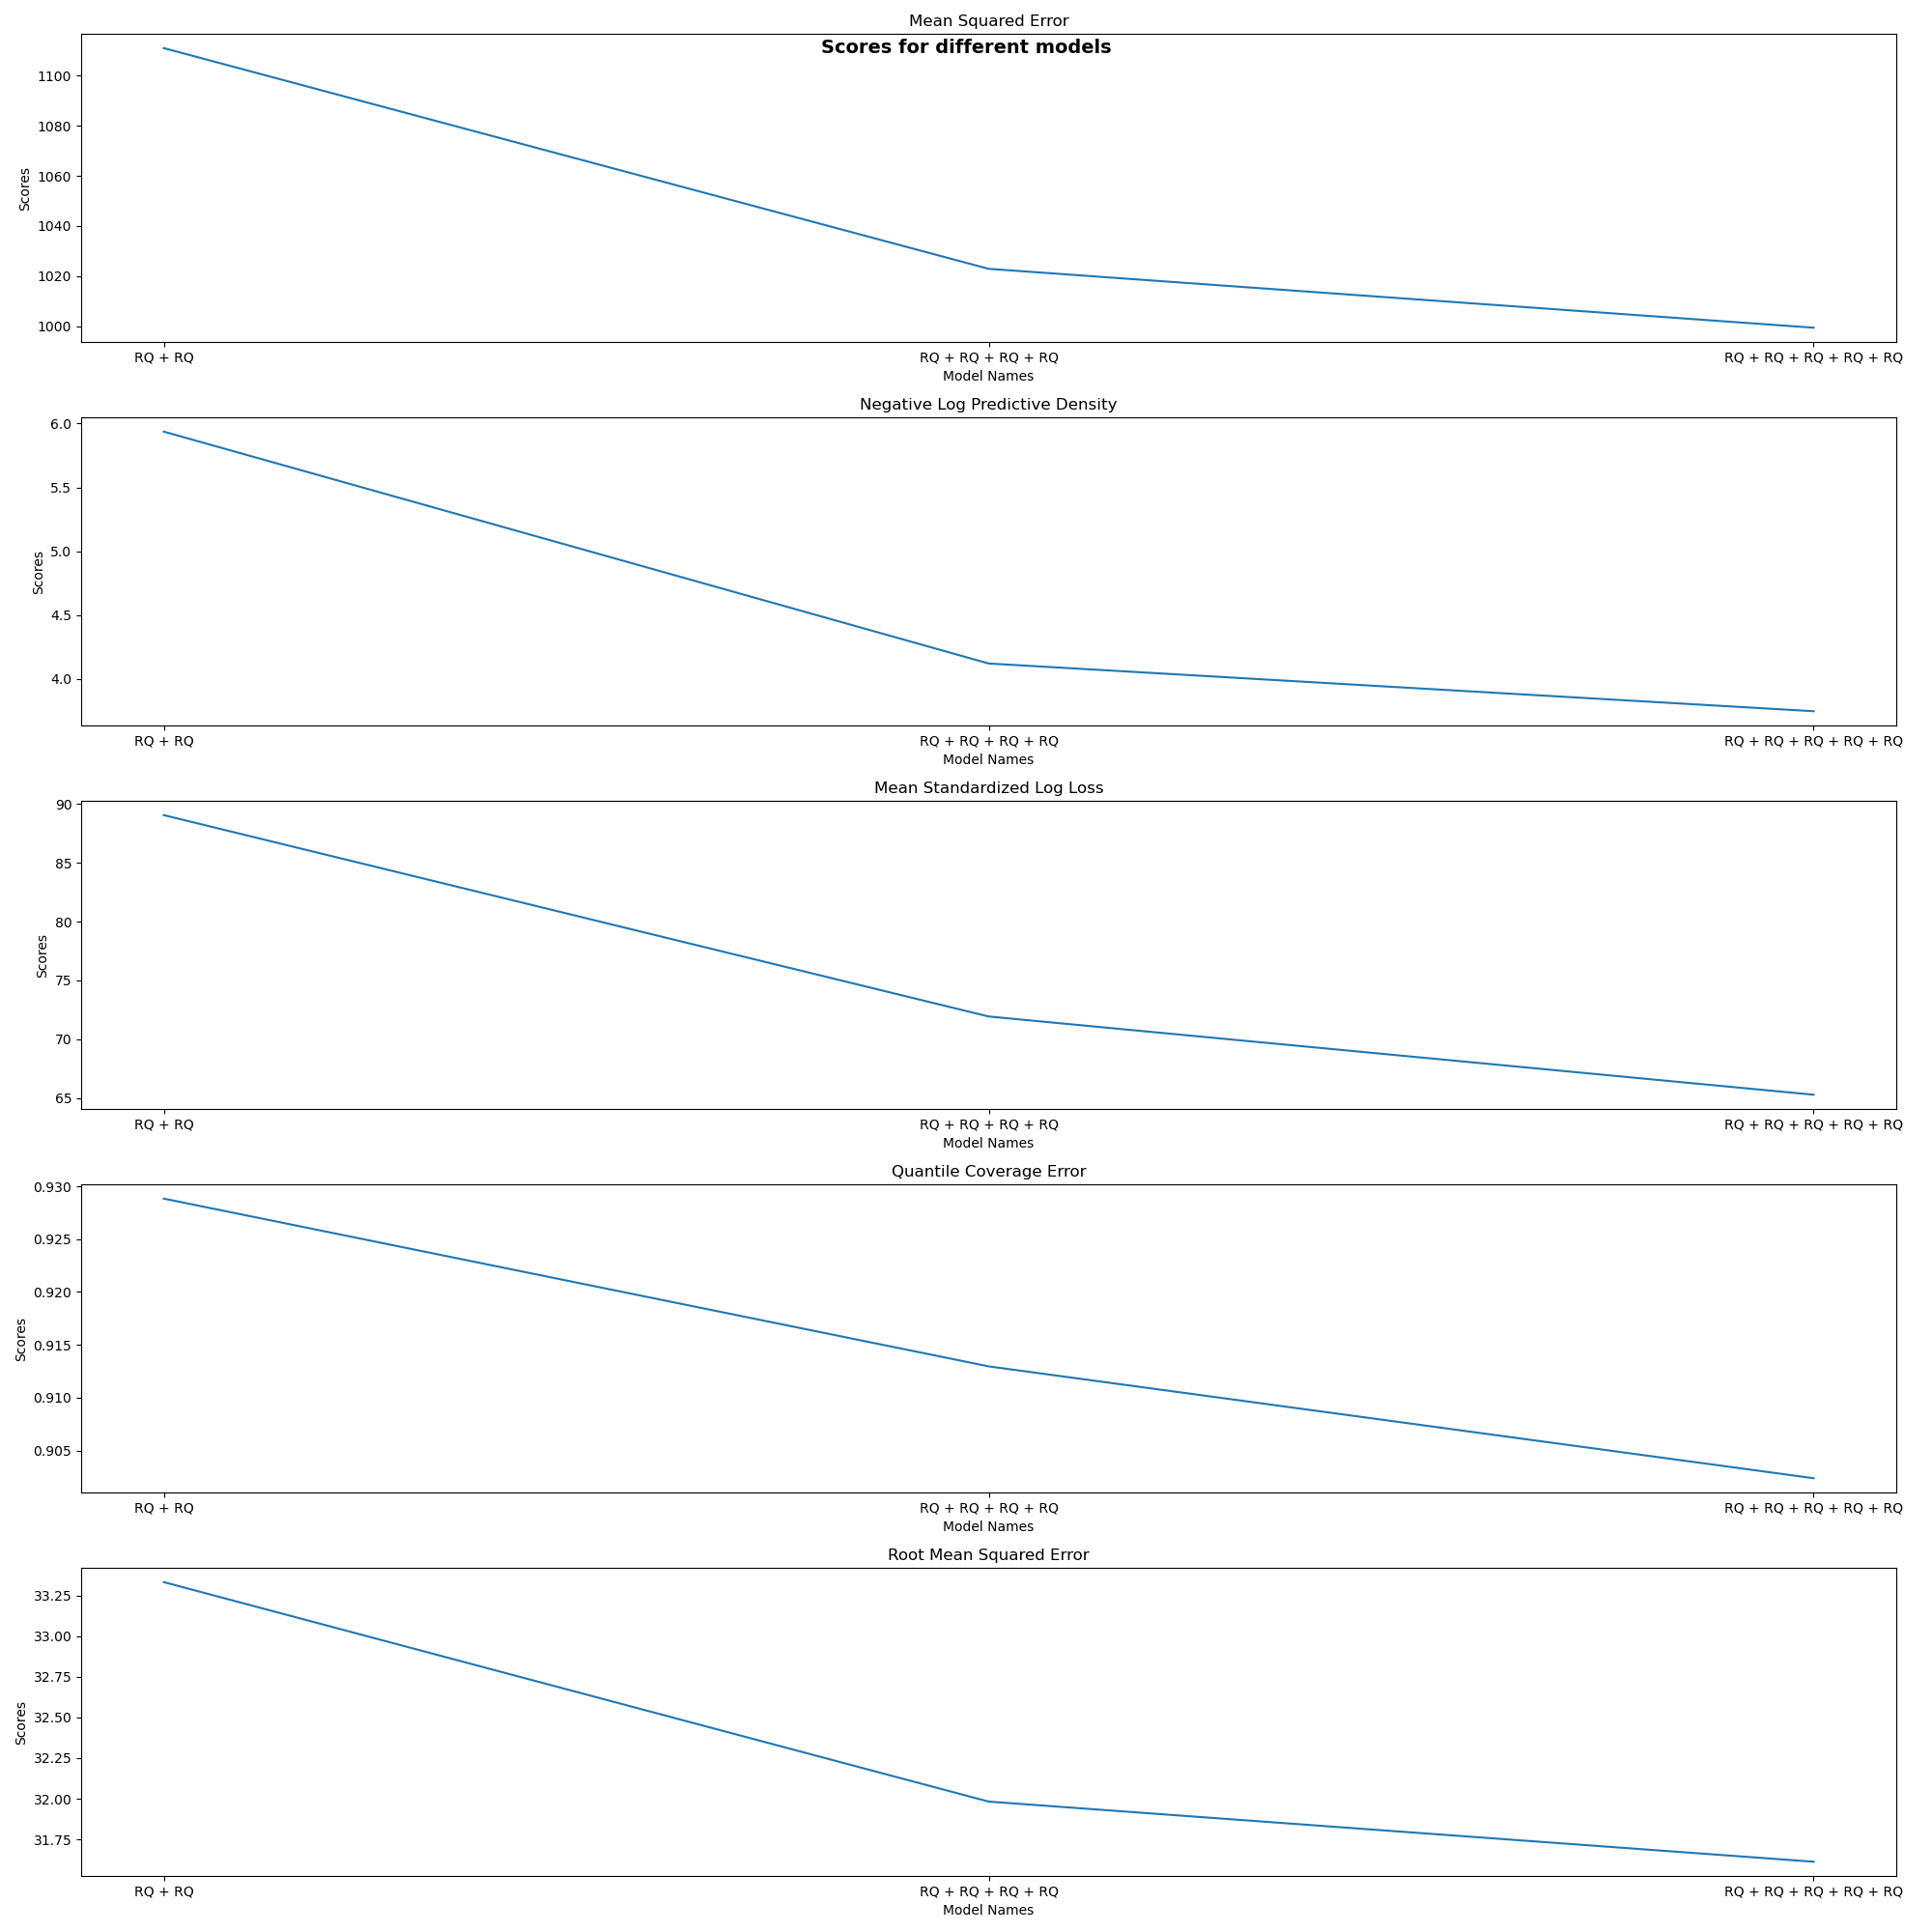 Mean Squared Error
Scores for different models
1100
1080
1060
1040
1020
1000
Scores
RQ + RQ
RQ + RQ + RQ + RQ
RQ + RQ + RQ + RQ + RQ
Model Names
Negative Log Predictive Density
6.0
5.5
5.0
4.5
4.0
Scores
RQ + RQ
RQ + RQ + RQ + RQ
RQ + RQ + RQ + RQ + RQ
Model Names
Mean Standardized Log Loss
90
85
80
75
70
65
Scores
RQ + RQ
RQ + RQ + RQ + RQ
RQ + RQ + RQ + RQ + RQ
Model Names
Quantile Coverage Error
0.930
0.925
0.920
0.915
0.910
0.905
Scores
RQ + RQ
RQ + RQ + RQ + RQ
RQ + RQ + RQ + RQ + RQ
Model Names
Root Mean Squared Error
33.25
33.00
32.75
32.50
32.25
32.00
31.75
Scores
RQ + RQ
RQ + RQ + RQ + RQ
RQ + RQ + RQ + RQ + RQ
Model Names